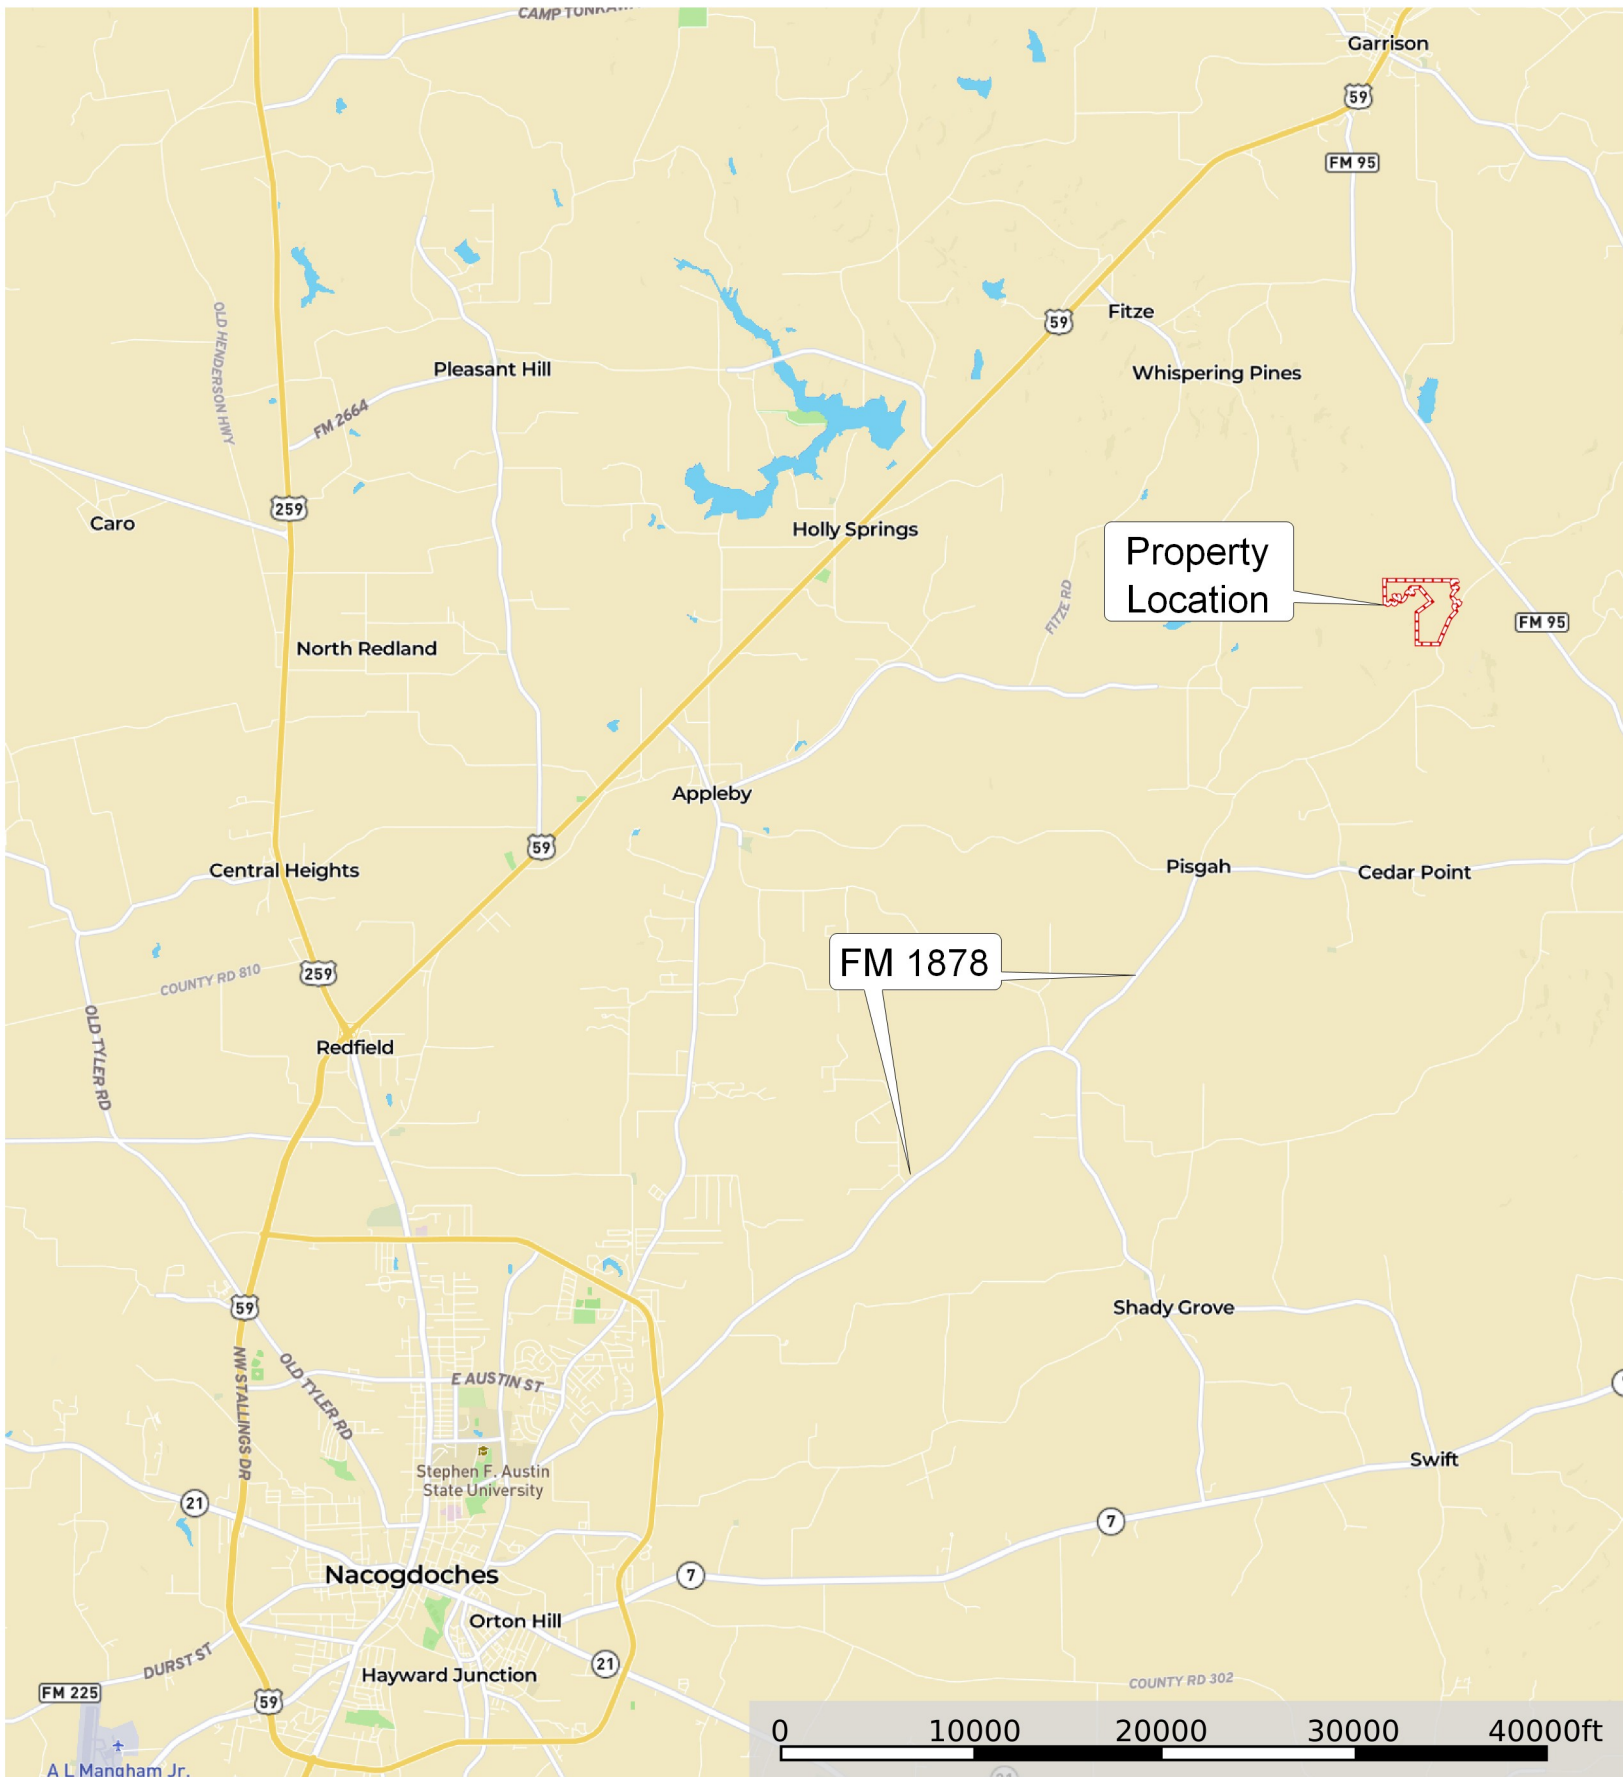 CAMP TONKAWA
Garrison
59
FM 95
OLD HENDERSON HWY
Fitze
59
Pleasant Hill
Whispering Pines
FM 2664
259
Caro
Holly Springs
Property
Location
FITZE RD
FM 95
North Redland
Appleby
59
Central Heights
Pisgah
Cedar Point
FM 1878
259
COUNTY RD 810
OLD TYLER RD
Redfield
59
Shady Grove
NW STALLINGS DR
OLD TYLER RD
E AUSTIN ST
Swift
Stephen F. Austin
State University
21
7
Nacogdoches
7
Orton Hill
21
DURST ST
Hayward Junction
COUNTY RD 302
FM 225
59
0 10000 20000 30000 40000ft
A L Mangham Jr.
21